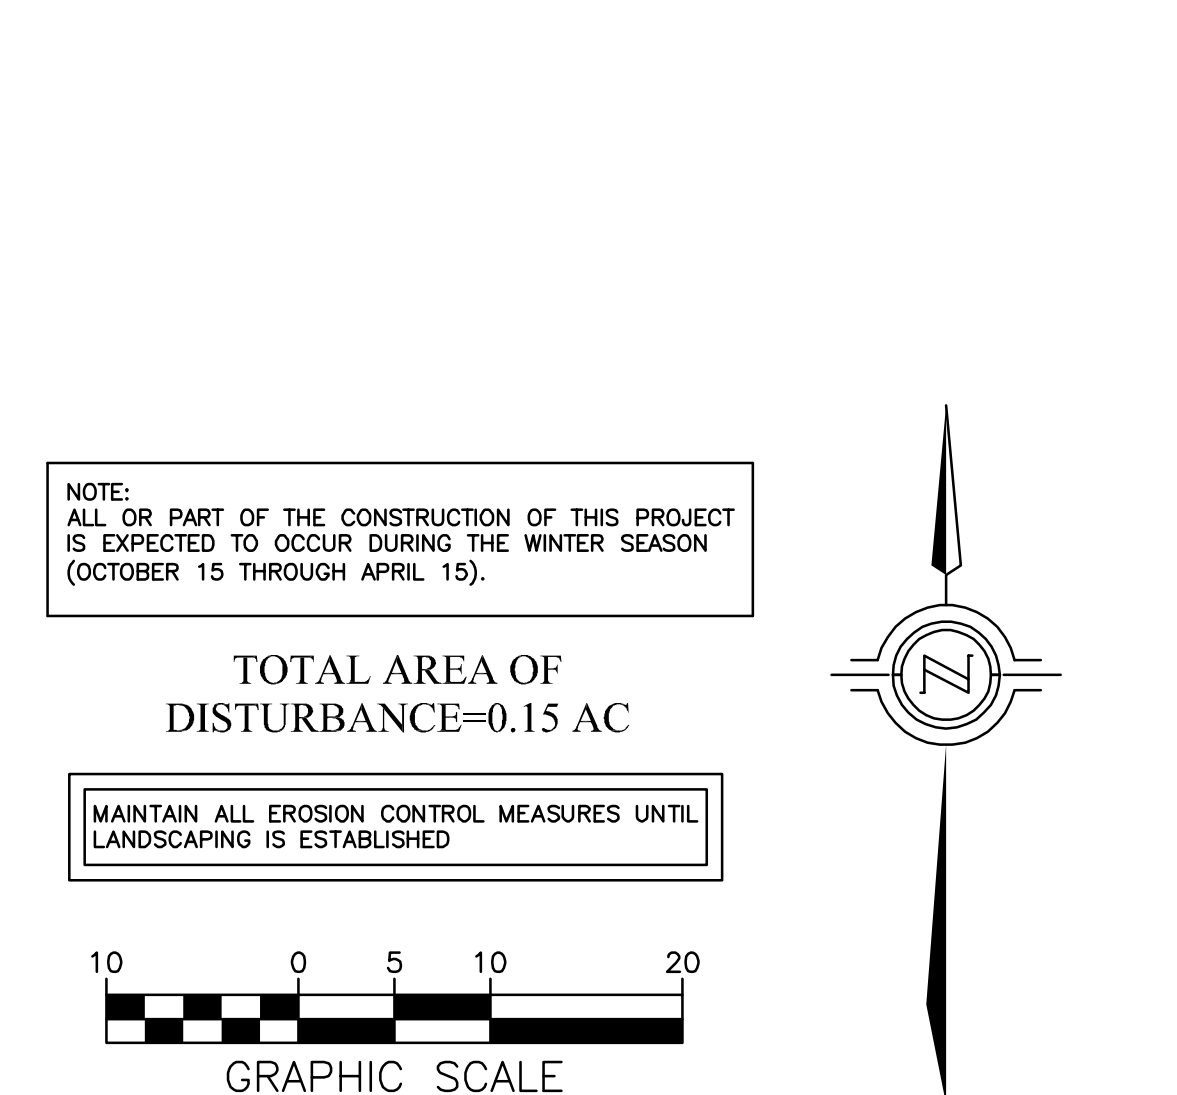 NOTE:
ALL OR PART OF THE CONSTRUCTION OF THIS PROJECT
IS EXPECTED TO OCCUR DURING THE WINTER SEASON
(OCTOBER 15 THROUGH APRIL 15).
TOTAL AREA OF
DISTURBANCE=0.15 AC
N
MAINTAIN ALL EROSION CONTROL MEASURES UNTIL
LANDSCAPING IS ESTABLISHED
10 0 5 10 20
GRAPHIC SCALE